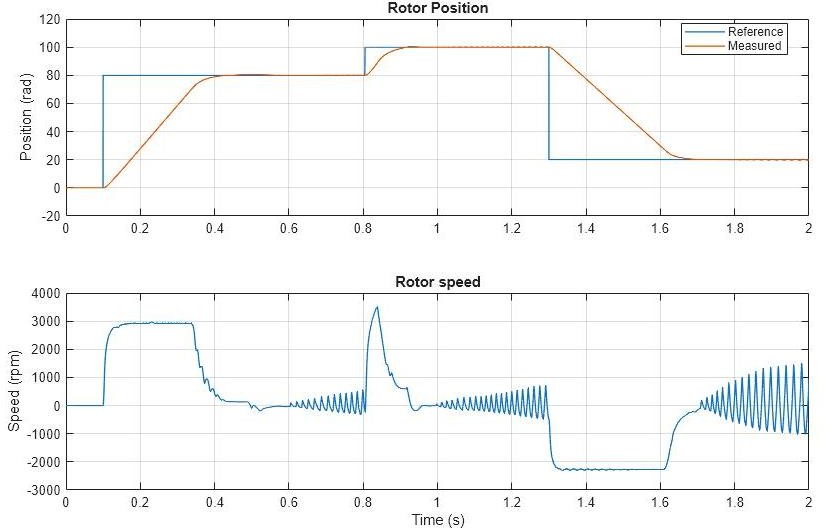 Rotor Position
120
100
80
60
40
20
0
-20
Position (rad)
Reference
Measured
0 0.2 0.4 0.6 0.8 1 1.2 1.4 1.6 1.8 2
Rotor speed
4000
3000
2000
1000
0
-1000
-2000
-3000
Speed (rpm)
0 0.2 0.4 0.6 0.8 1 1.2 1.4 1.6 1.8 2
Time (s)